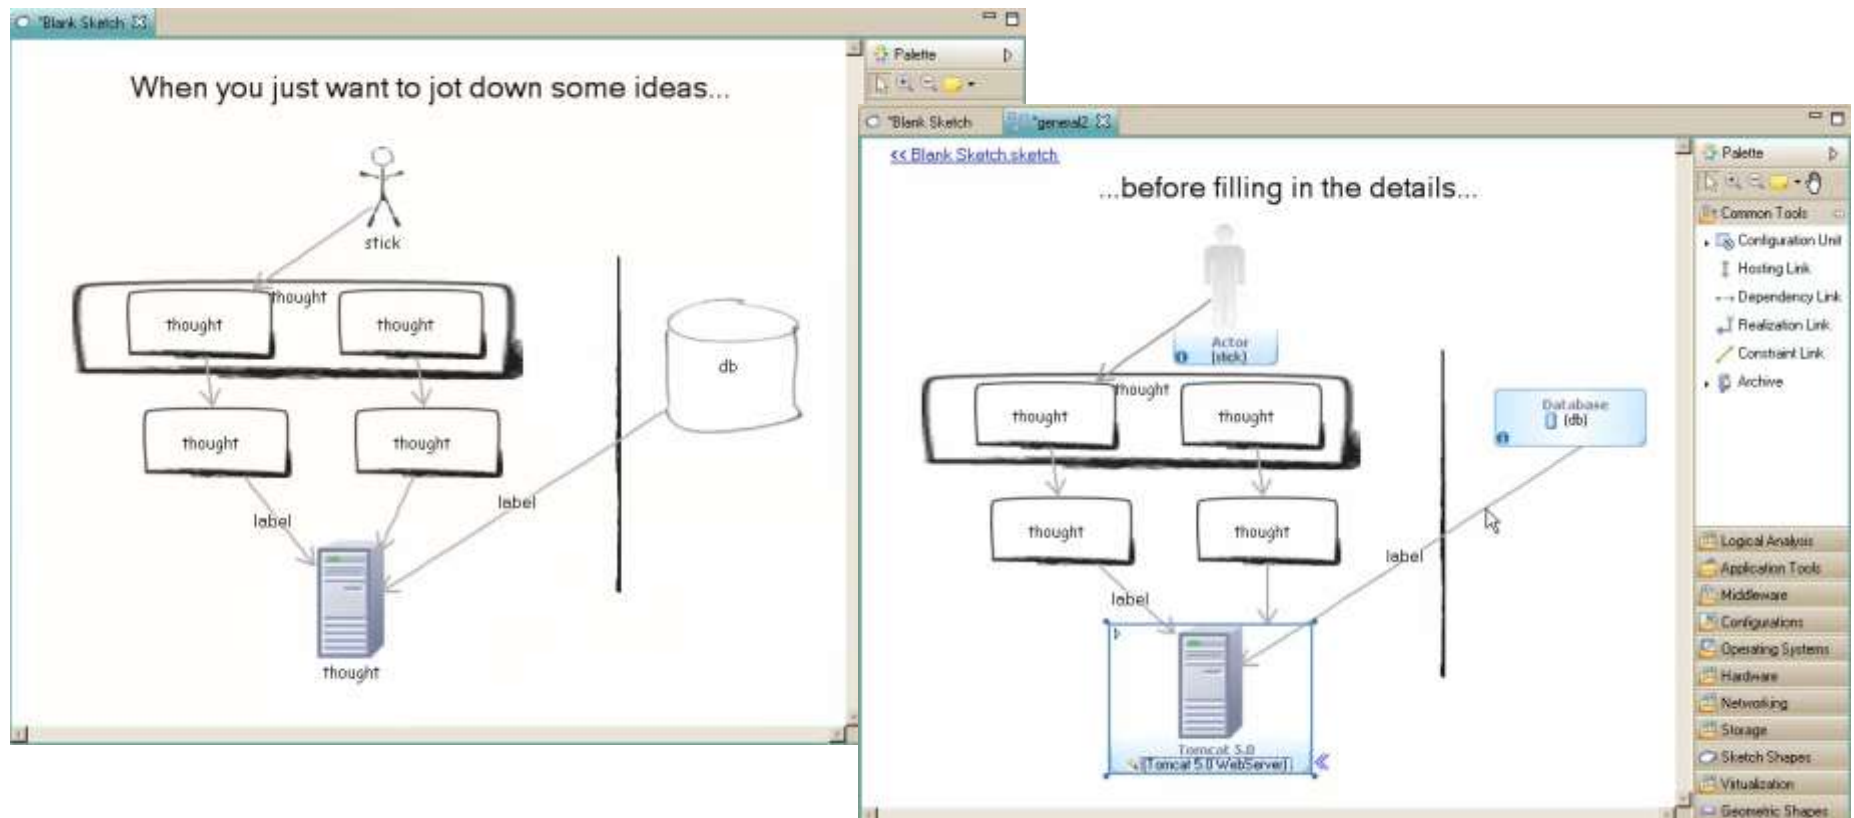 *Blank Sketch
Palette
When you just want to jot down some ideas...
stick
thought
thought
thought
thought
thought
db
label
label
thought
*Blank Sketch
*general2
<< Blank Sketch.sketch
Palette
...before filling in the details...
Common Tools
Configuration Unit
Hosting Link
Dependency Link
Realization Link
Constraint Link
Archive
Actor
(stick)
thought
thought
thought
Database
(db)
thought
thought
label
label
Tomcat 5.0
(Tomcat 5.0 WebServer)
Logical Analysis
Application Tools
Middleware
Configurations
Operating Systems
Hardware
Networking
Storage
Sketch Shapes
Virtualization
Geometric Shapes